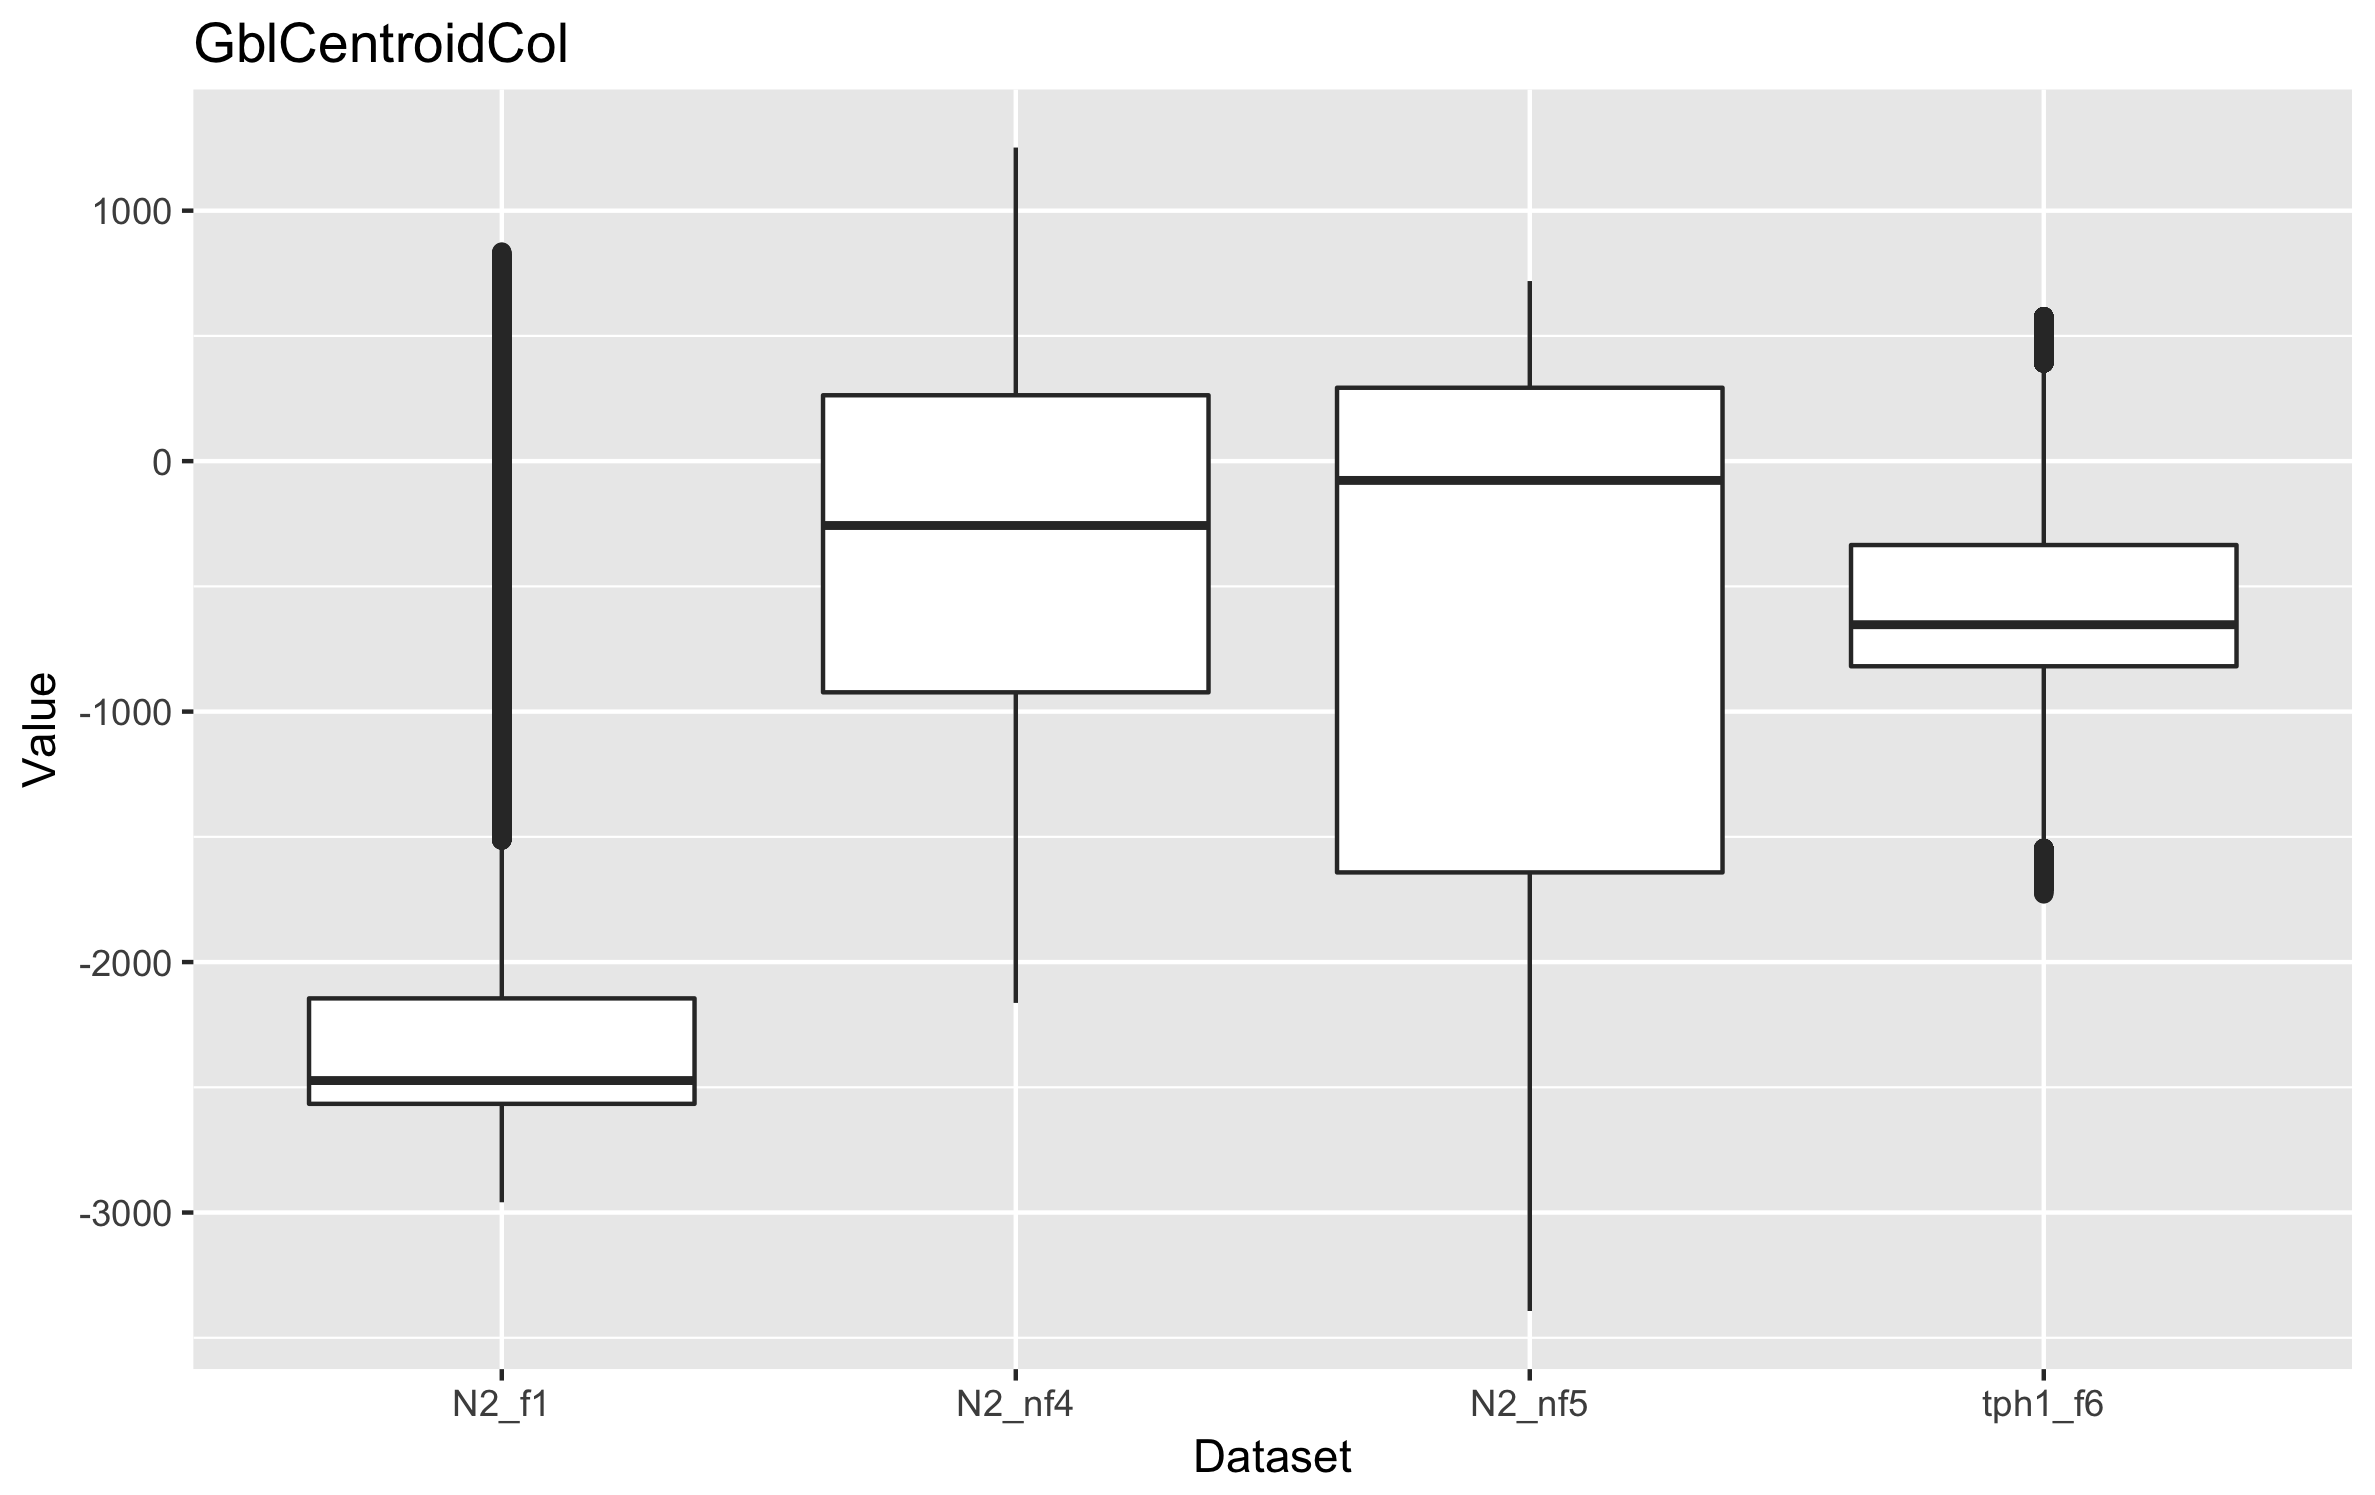 GblCentroidCol
Value
1000
0
-1000
-2000
-3000
N2_f1
N2_nf4
N2_nf5
tph1_f6
Dataset